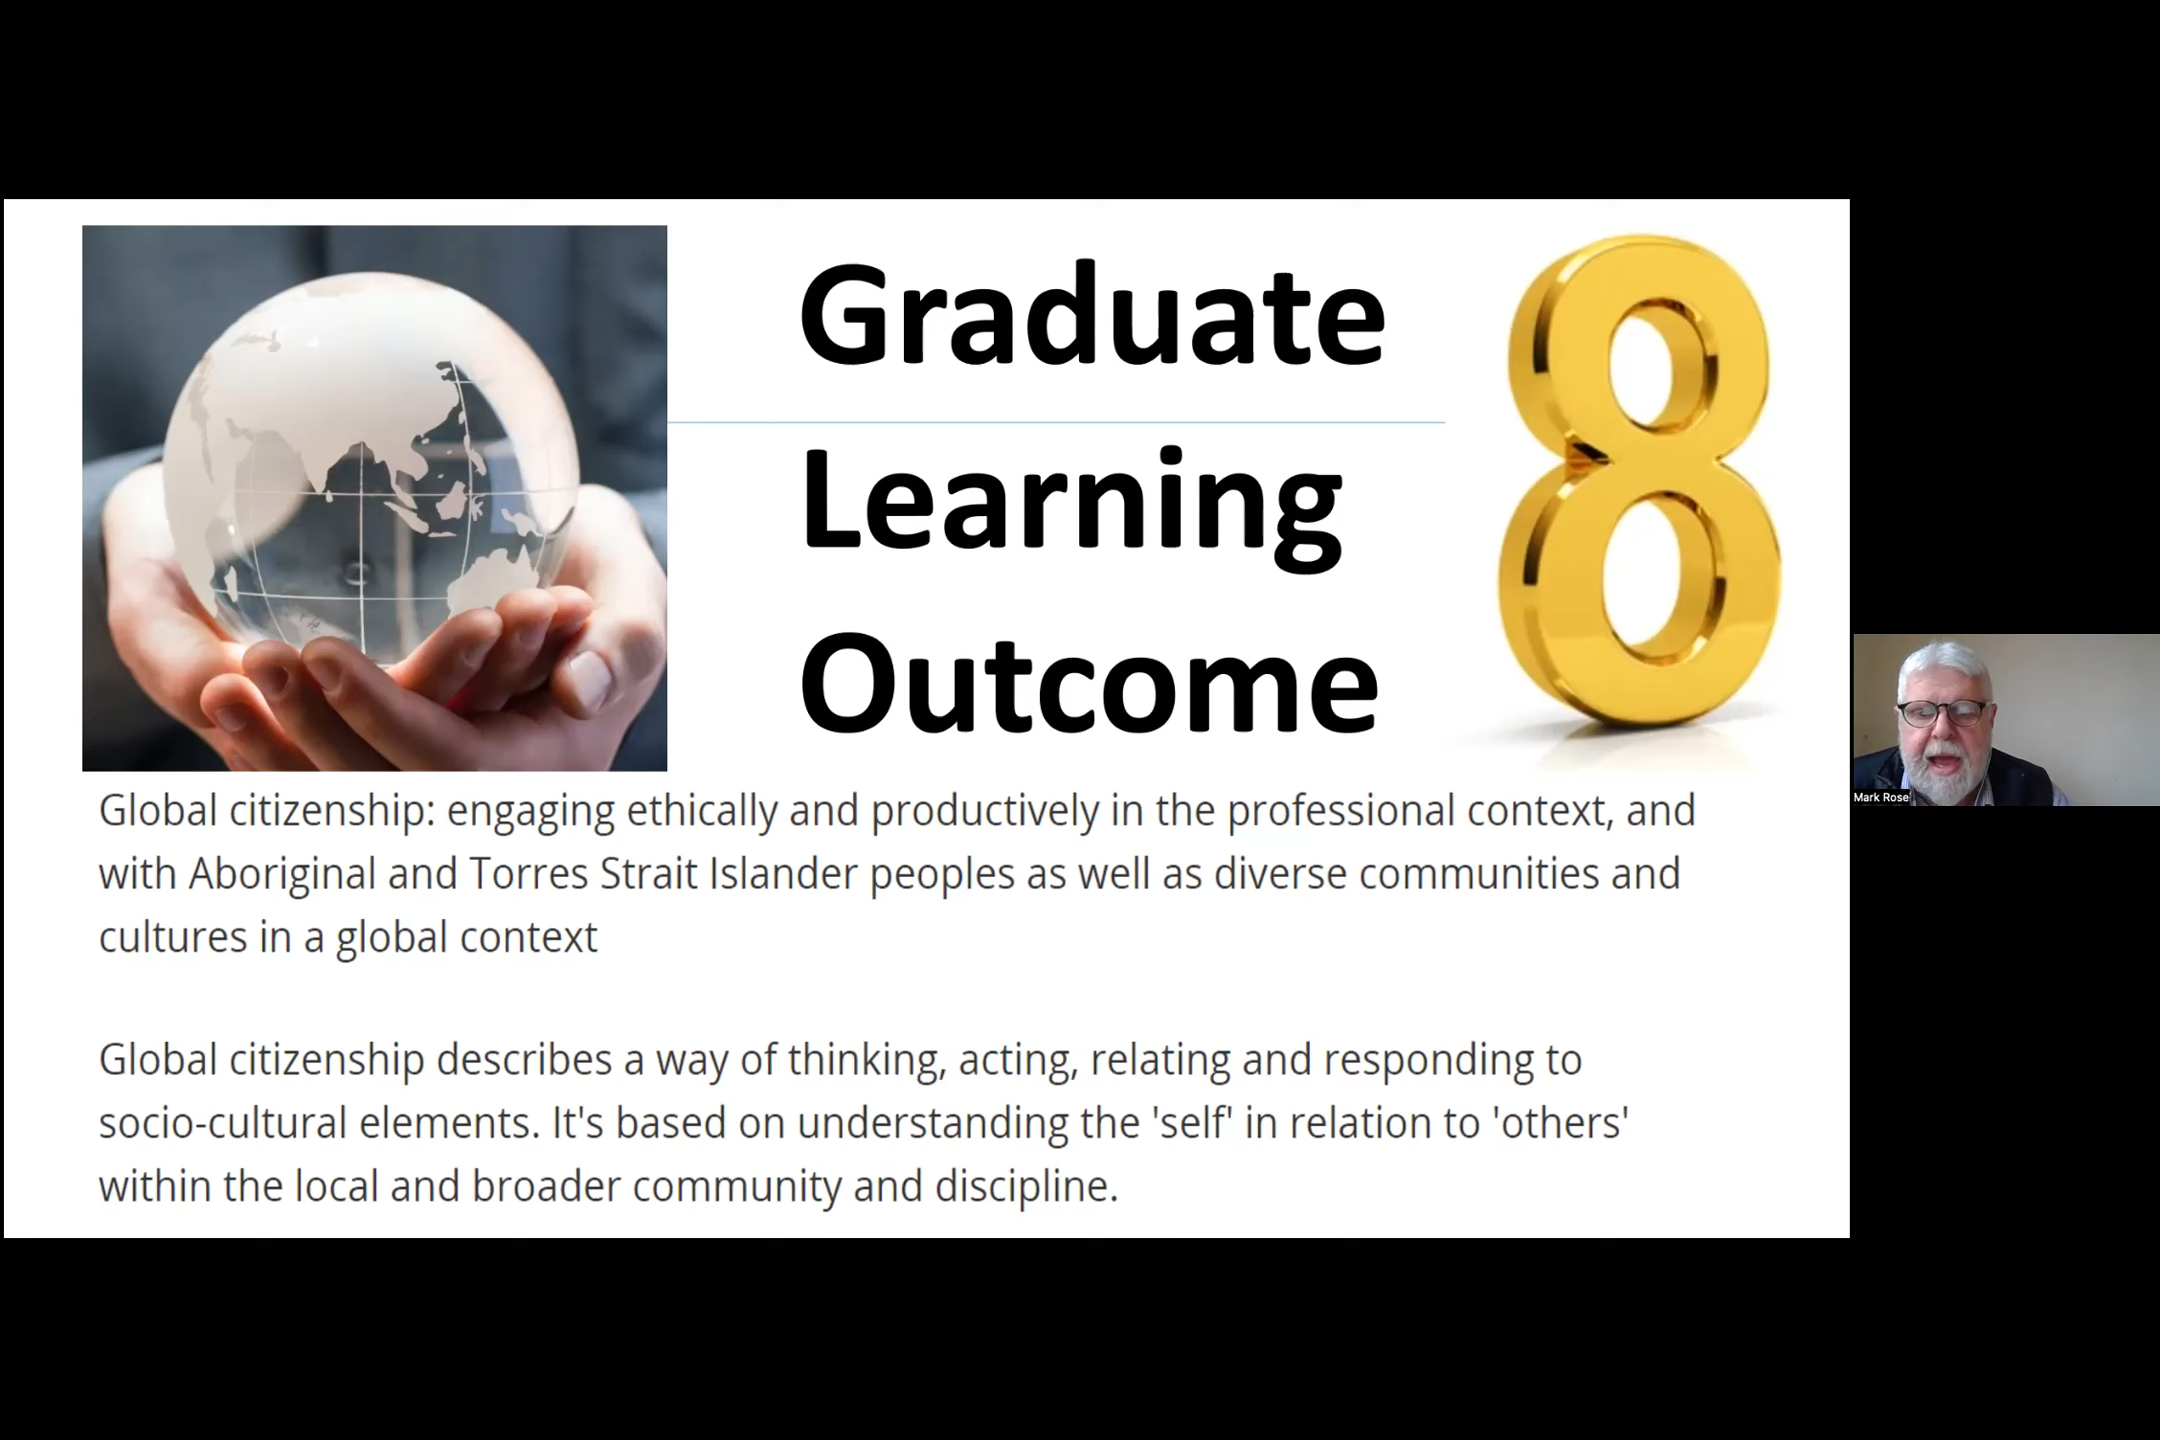 Graduate
Learning
Outcome
8
Global citizenship: engaging ethically and productively in the professional context, and
with Aboriginal and Torres Strait Islander peoples as well as diverse communities and
cultures in a global context
Global citizenship describes a way of thinking, acting, relating and responding to
socio-cultural elements. It's based on understanding the 'self' in relation to 'others'
within the local and broader community and discipline.
Mark Rose